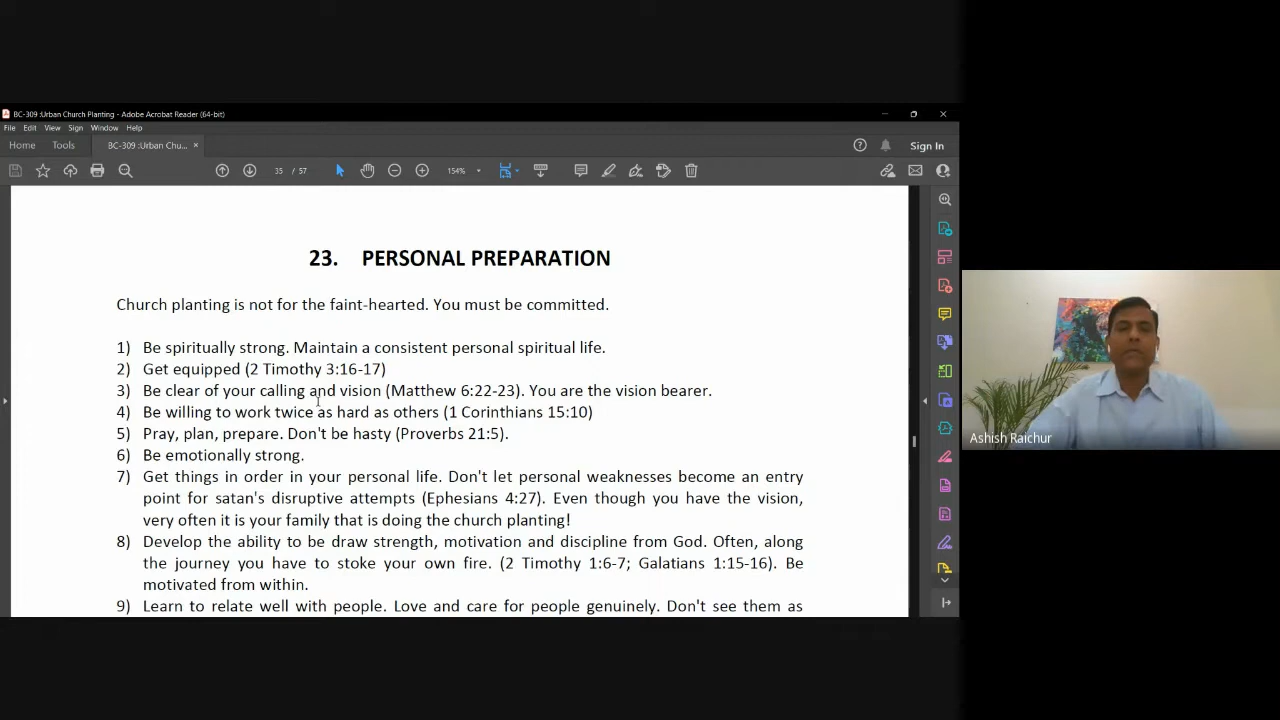 BC-309 :Urban Church Planting - Adobe Acrobat Reader (64-bit)
File Edit View Sign Window Help
Home Tools BC-309 :Urban Chu... × Sign In
35 / 57 154%
23. PERSONAL PREPARATION
Church planting is not for the faint-hearted. You must be committed.
1) Be spiritually strong. Maintain a consistent personal spiritual life.
2) Get equipped (2 Timothy 3:16-17)
3) Be clear of your calling and vision (Matthew 6:22-23). You are the vision bearer.
4) Be willing to work twice as hard as others (1 Corinthians 15:10)
5) Pray, plan, prepare. Don't be hasty (Proverbs 21:5).
6) Be emotionally strong.
7) Get things in order in your personal life. Don't let personal weaknesses become an entry
point for satan's disruptive attempts (Ephesians 4:27). Even though you have the vision,
very often it is your family that is doing the church planting!
8) Develop the ability to be draw strength, motivation and discipline from God. Often, along
the journey you have to stoke your own fire. (2 Timothy 1:6-7; Galatians 1:15-16). Be
motivated from within.
9) Learn to relate well with people. Love and care for people genuinely. Don't see them as
Ashish Raichur